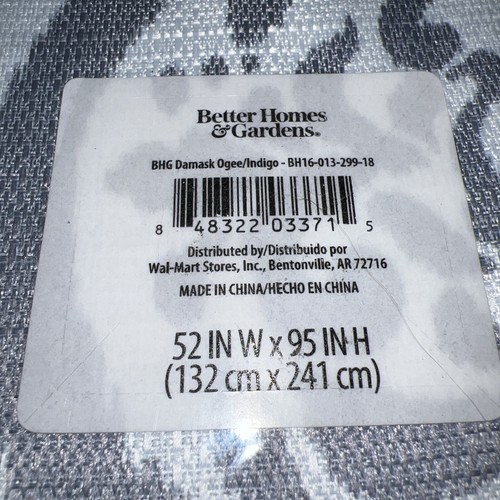 Better Homes
& Gardens®
BHG Damask Ogee/Indigo - BH16-013-299-18
8 48322 03371 5
Distributed by/Distribuido por
Wal-Mart Stores, Inc., Bentonville, AR 72716
MADE IN CHINA/HECHO EN CHINA
52 IN W x 95 IN H
(132 cm x 241 cm)